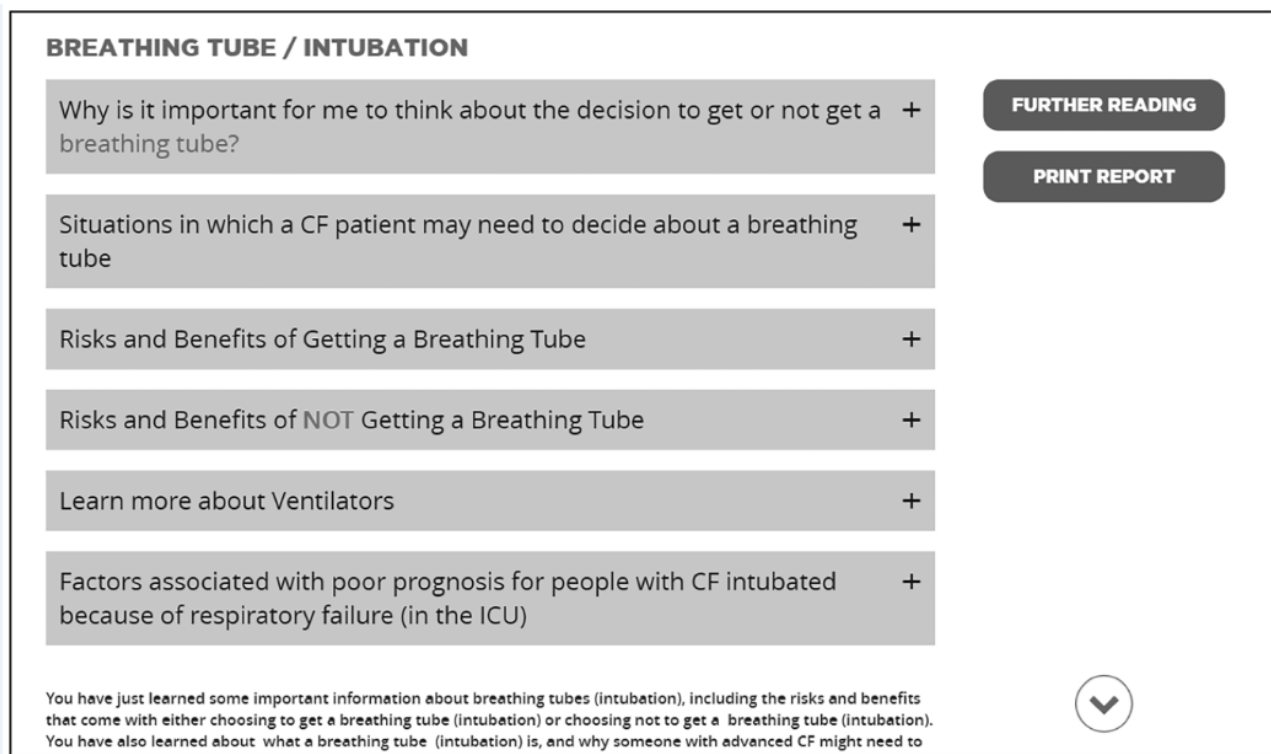 BREATHING TUBE / INTUBATION
Why is it important for me to think about the decision to get or not get a +
breathing tube?
Situations in which a CF patient may need to decide about a breathing +
tube
Risks and Benefits of Getting a Breathing Tube +
Risks and Benefits of NOT Getting a Breathing Tube +
Learn more about Ventilators +
Factors associated with poor prognosis for people with CF intubated +
because of respiratory failure (in the ICU)
You have just learned some important information about breathing tubes (intubation), including the risks and benefits
that come with either choosing to get a breathing tube (intubation) or choosing not to get a breathing tube (intubation).
You have also learned about what a breathing tube (intubation) is, and why someone with advanced CF might need to
FURTHER READING
PRINT REPORT